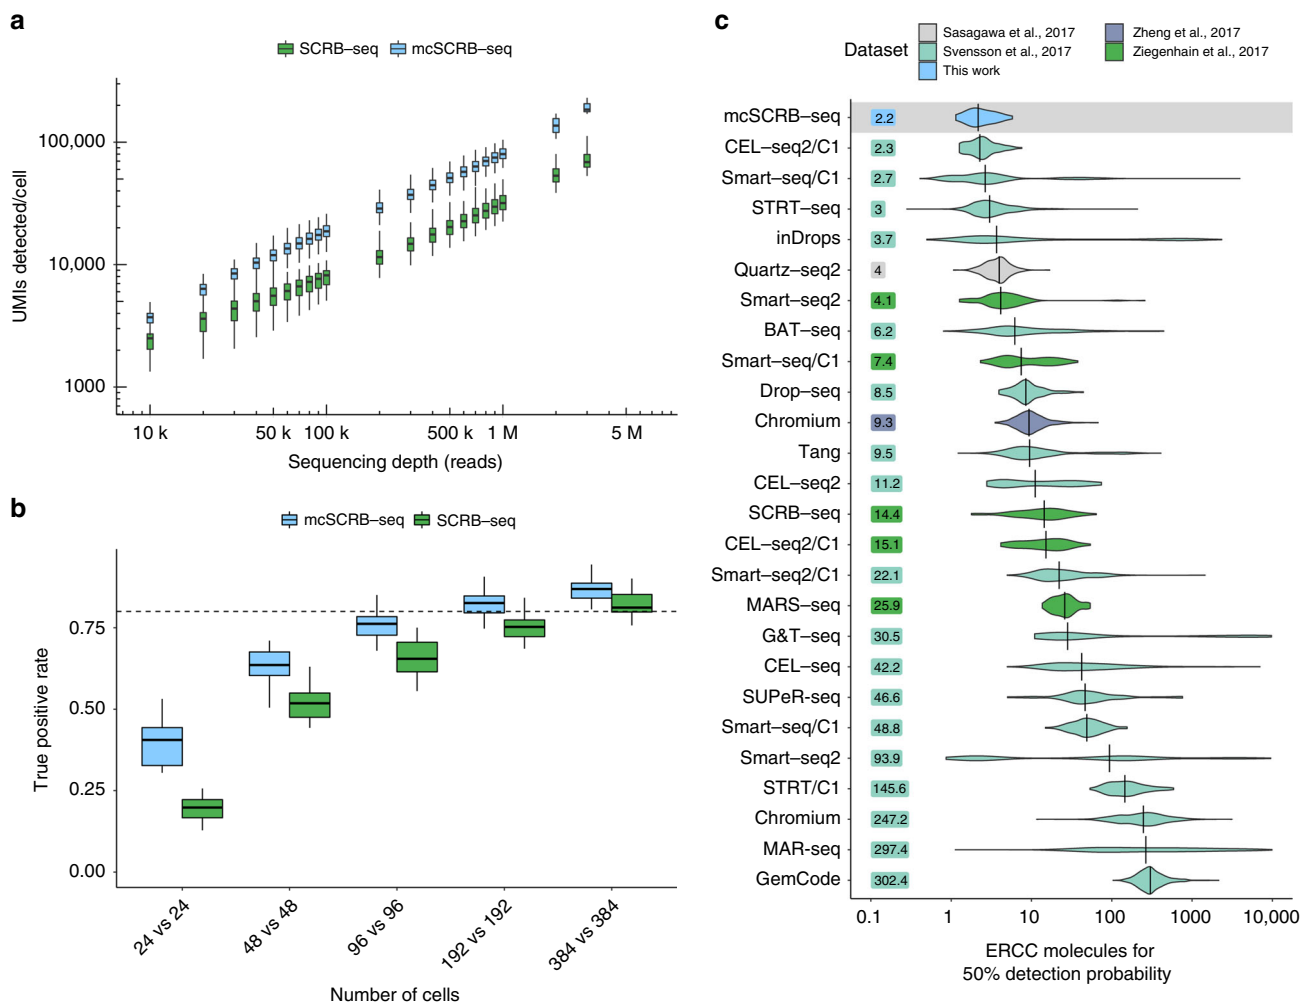 a
SCRB–seq
mcSCRB–seq
UMIs detected/cell
100,000
10,000
1000
10 k
50 k
100 k
500 k
1 M
5 M
Sequencing depth (reads)
b
mcSCRB–seq
SCRB–seq
True positive rate
0.75
0.50
0.25
0.00
24 vs 24
48 vs 48
96 vs 96
192 vs 192
384 vs 384
Number of cells
c
Dataset
Sasagawa et al., 2017
Svensson et al., 2017
This work
Zheng et al., 2017
Ziegenhain et al., 2017
mcSCRB–seq 2.2
CEL–seq2/C1 2.3
Smart–seq/C1 2.7
STRT–seq 3
inDrops 3.7
Quartz–seq2 4
Smart–seq2 4.1
BAT–seq 6.2
Smart–seq/C1 7.4
Drop–seq 8.5
Chromium 9.3
Tang 9.5
CEL–seq2 11.2
SCRB–seq 14.4
CEL–seq2/C1 15.1
Smart–seq2/C1 22.1
MARS–seq 25.9
G&T–seq 30.5
CEL–seq 42.2
SUPeR–seq 46.6
Smart–seq/C1 48.8
Smart–seq2 93.9
STRT/C1 145.6
Chromium 247.2
MAR-seq 297.4
GemCode 302.4
0.1
1
10
100
1000
10,000
ERCC molecules for
50% detection probability